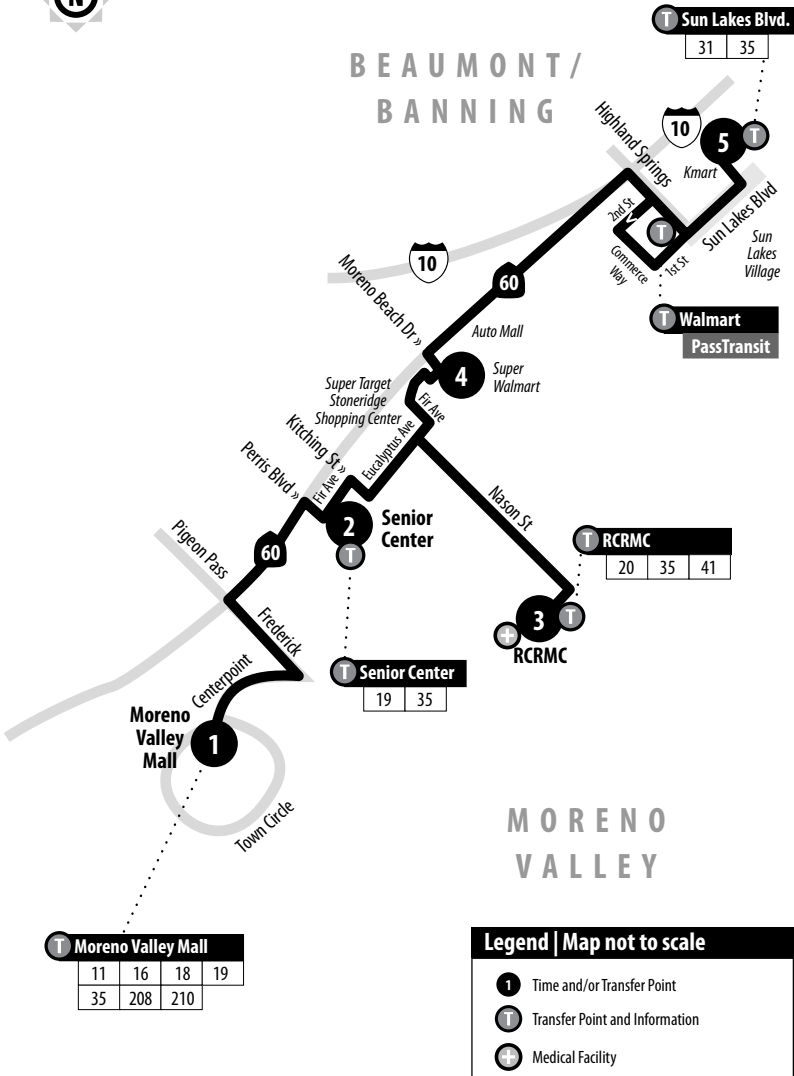 N
Sun Lakes Blvd.
T
31 35
BEAUMONT/
BANNING
Highland Springs
10
5
T
Kmart
2nd St
T
Sun Lakes Blvd
Sun
Lakes
Village
Commerce
Way
1st St
10
60
Moreno Beach Dr »
Auto Mall
T
Walmart
PassTransit
4
Super
Walmart
Super Target
Stoneridge
Shopping Center
Fir Ave
Kitching St »
Eucalyptus Ave
Perris Blvd »
Fir Ave
Nason St
2
Senior
Center
T
60
Pigeon Pass
T
RCRMC
20 35 41
3
T
RCRMC
Frederick
Centerpoint
T
Senior Center
19 35
Moreno
Valley
Mall
1
Town Circle
MORENO
VALLEY
T
Moreno Valley Mall
11 16 18 19
35 208 210
Legend | Map not to scale
1 Time and/or Transfer Point
T Transfer Point and Information
Medical Facility